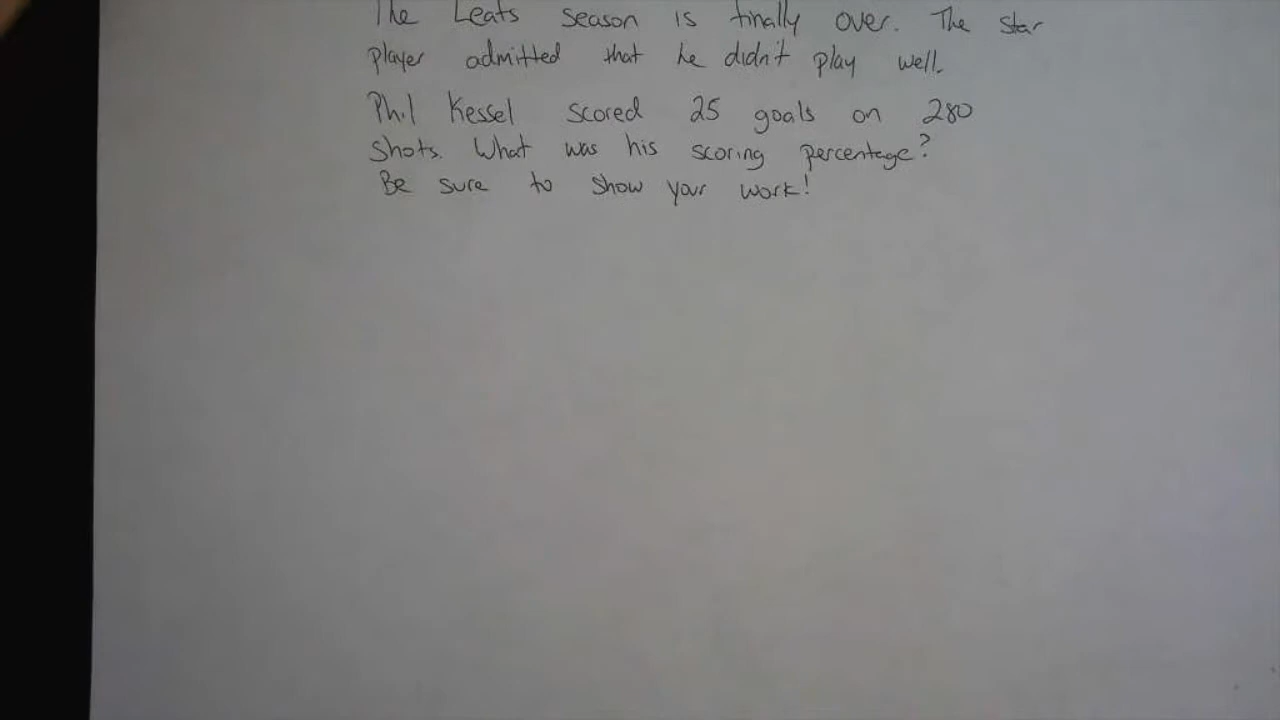 The Leafs season is finally over. The star
player admitted that he didn't play well.
Phil Kessel scored 25 goals on 280
shots. What was his scoring percentage?
Be sure to show your work!